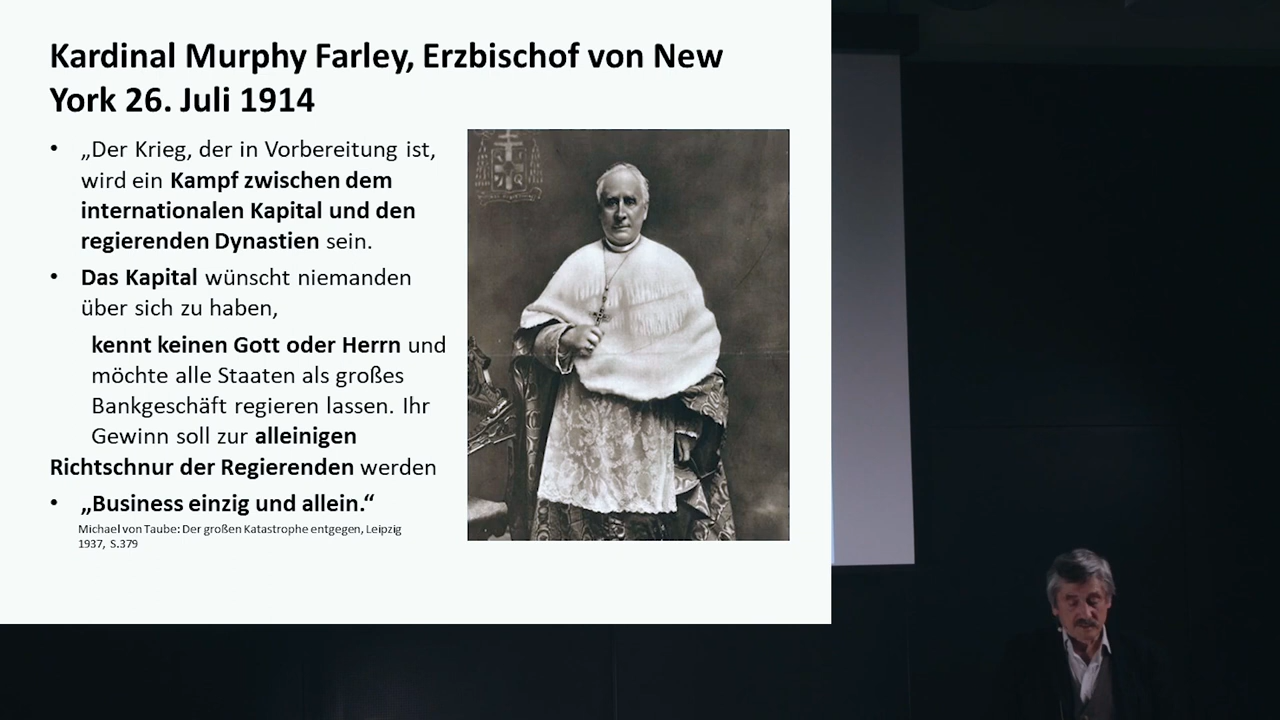 Kardinal Murphy Farley, Erzbischof von New
York 26. Juli 1914
• „Der Krieg, der in Vorbereitung ist,
wird ein Kampf zwischen dem
internationalen Kapital und den
regierenden Dynastien sein.
• Das Kapital wünscht niemanden
über sich zu haben,
kennt keinen Gott oder Herrn und
möchte alle Staaten als großes
Bankgeschäft regieren lassen. Ihr
Gewinn soll zur alleinigen
Richtschnur der Regierenden werden
• „Business einzig und allein.“
Michael von Taube: Der großen Katastrophe entgegen, Leipzig
1937, S.379